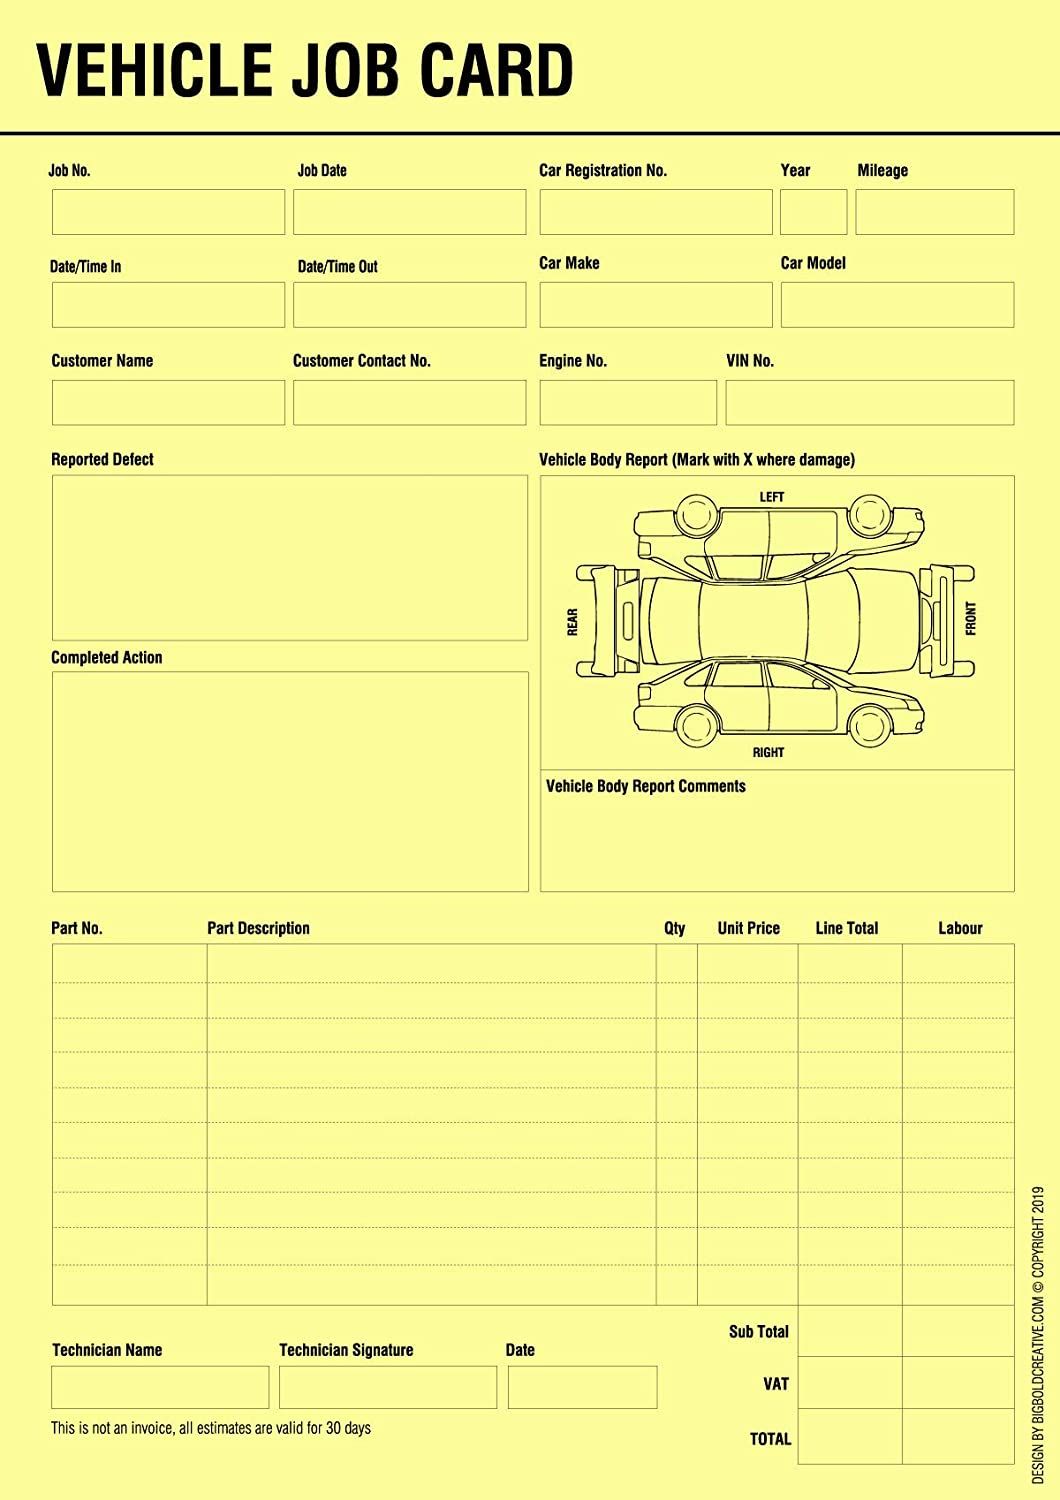 VEHICLE JOB CARD
Job No. Job Date Car Registration No. Year Mileage
Date/Time In Date/Time Out Car Make Car Model
Customer Name Customer Contact No. Engine No. VIN No.
Reported Defect Vehicle Body Report (Mark with X where damage)
LEFT
REAR
FRONT
RIGHT
Completed Action
Vehicle Body Report Comments
Part No. Part Description Qty Unit Price Line Total Labour
Sub Total
VAT
TOTAL
Technician Name Technician Signature Date
This is not an invoice, all estimates are valid for 30 days
DESIGN BY BIGBOLDCREATIVE.COM © COPYRIGHT 2019